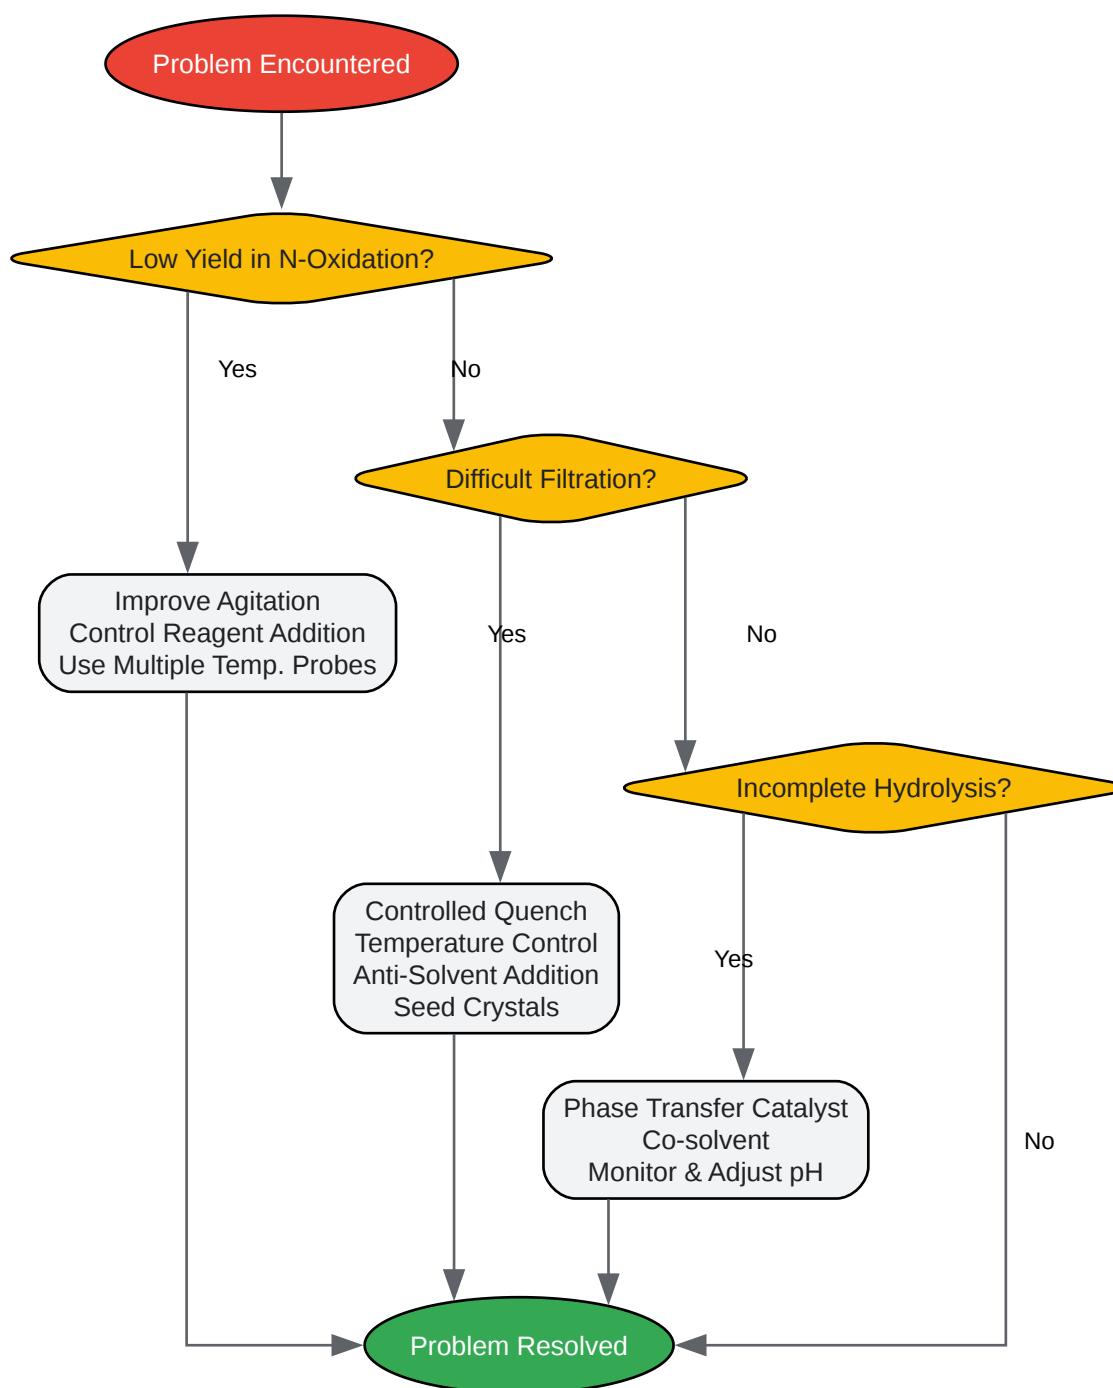 Problem Encountered
Low Yield in N-Oxidation?
Yes
No
Difficult Filtration?
Improve Agitation
Control Reagent Addition
Use Multiple Temp. Probes
Yes
No
Incomplete Hydrolysis?
Controlled Quench
Temperature Control
Anti-Solvent Addition
Seed Crystals
Yes
Phase Transfer Catalyst
Co-solvent
Monitor & Adjust pH
No
Problem Resolved